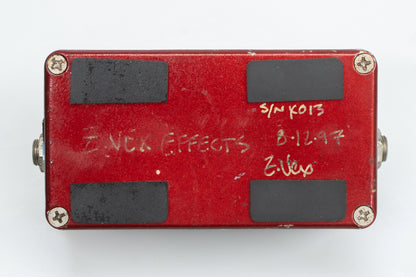 S/N K013
Z.VEX EFFECTS 8-12-97
Z.Vex